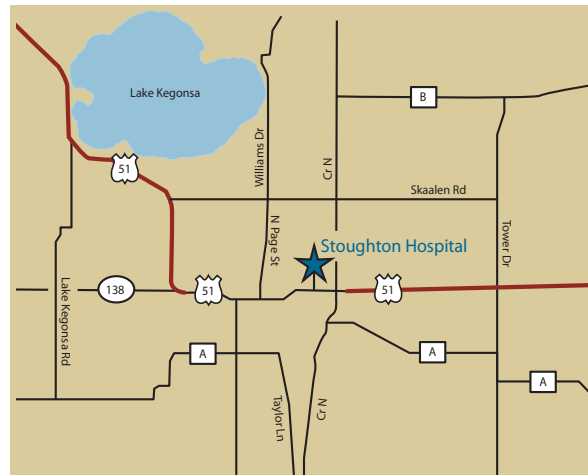 Lake Kegonsa
B
Williams Dr
Cr N
51
Skaalen Rd
N Page St
Stoughton Hospital
Tower Dr
138
51
51
Lake Kegonsa Rd
A
A
A
Taylor Ln
Cr N